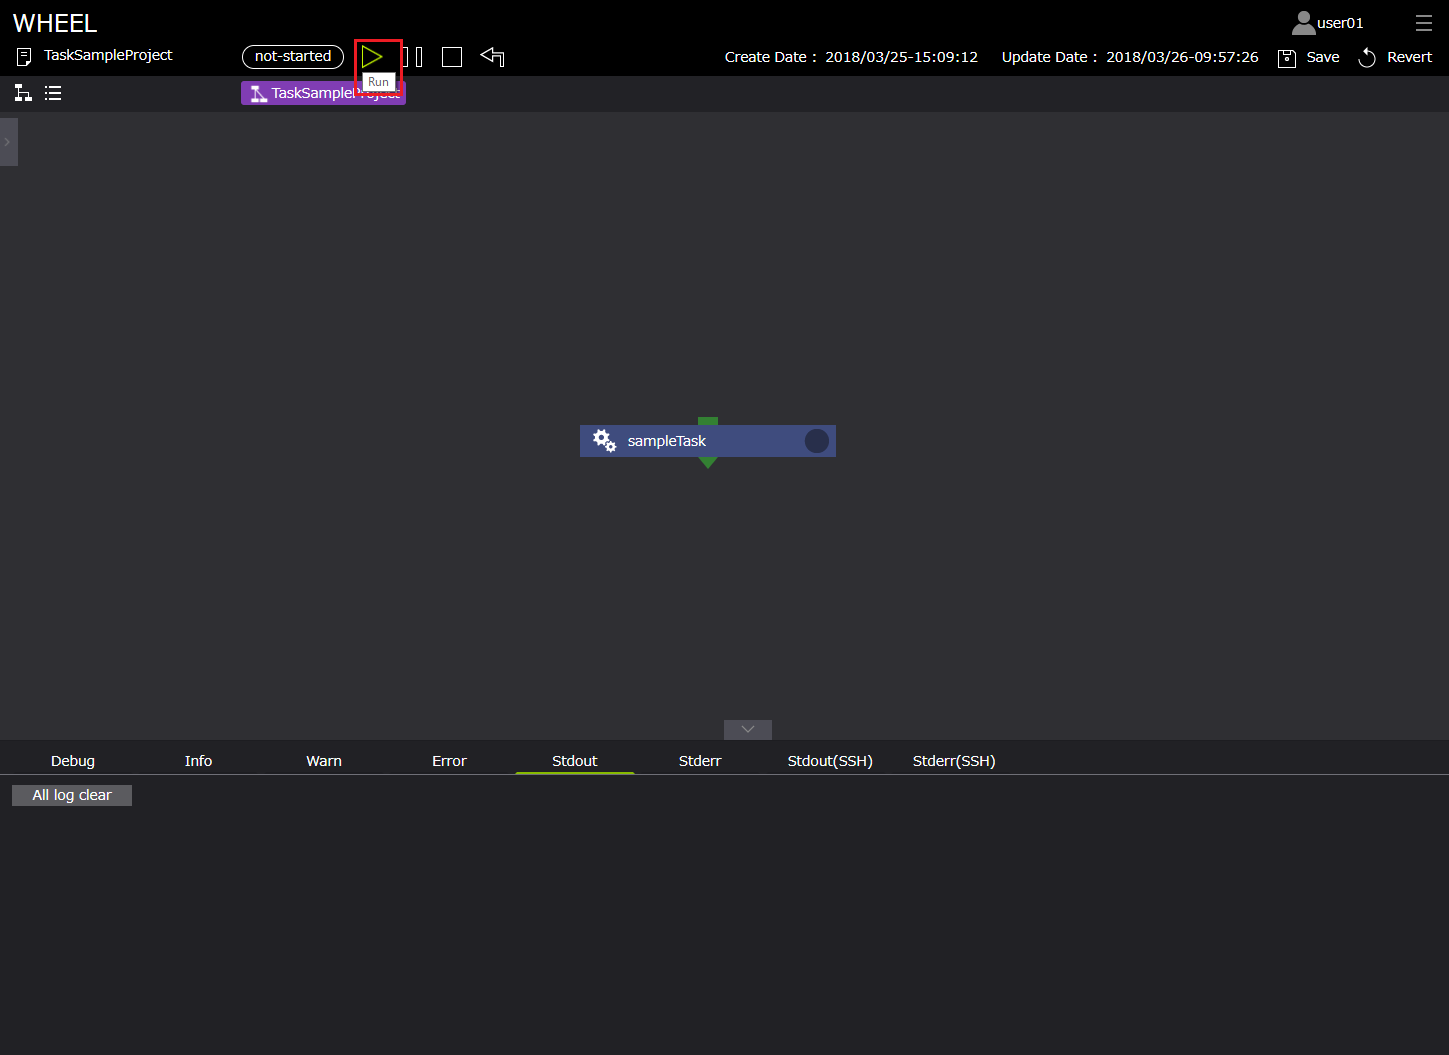 WHEEL
user01
TaskSampleProject
not-started
Create Date : 2018/03/25-15:09:12
Update Date : 2018/03/26-09:57:26
Save
Revert
Run
TaskSampleProject
sampleTask
Debug
Info
Warn
Error
Stdout
Stderr
Stdout(SSH)
Stderr(SSH)
All log clear